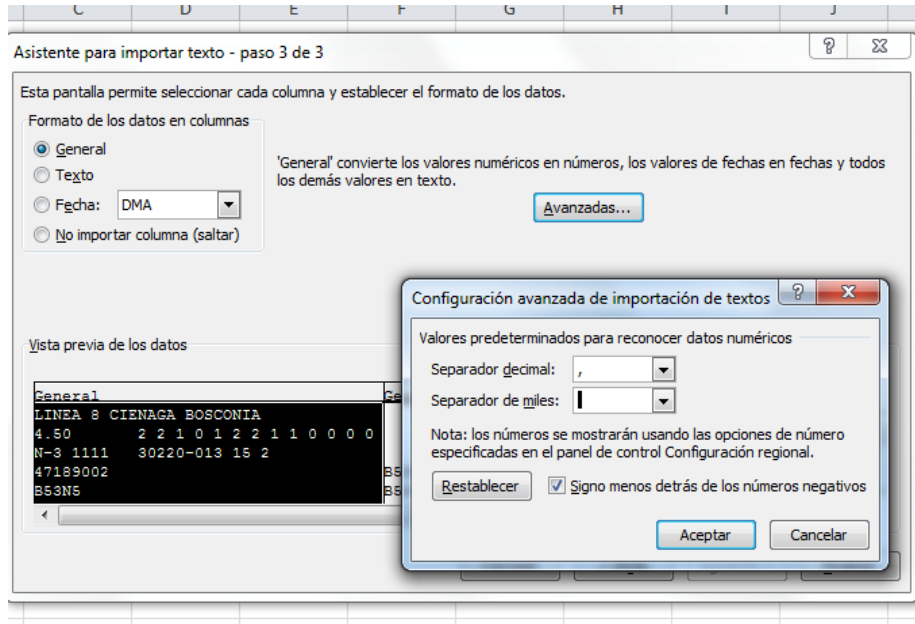 C D E F G H I J
Asistente para importar texto - paso 3 de 3
Esta pantalla permite seleccionar cada columna y establecer el formato de los datos.
Formato de los datos en columnas
General
Texto
Fecha: DMA
No importar columna (saltar)
'General' convierte los valores numéricos en números, los valores de fechas en fechas y todos
los demás valores en texto.
Avanzadas...
Vista previa de los datos
General Ge
LINEA 8 CIENAGA BOSCONIA
4.50 2 2 1 0 1 2 2 1 1 0 0 0 0
N-3 1111 30220-013 15 2
47189002 B5
B53N5 B5
Configuración avanzada de importación de textos
Valores predeterminados para reconocer datos numéricos
Separador decimal: ,
Separador de miles:
Nota: los números se mostrarán usando las opciones de número
especificadas en el panel de control Configuración regional.
Restablecer Signo menos detrás de los números negativos
Aceptar Cancelar